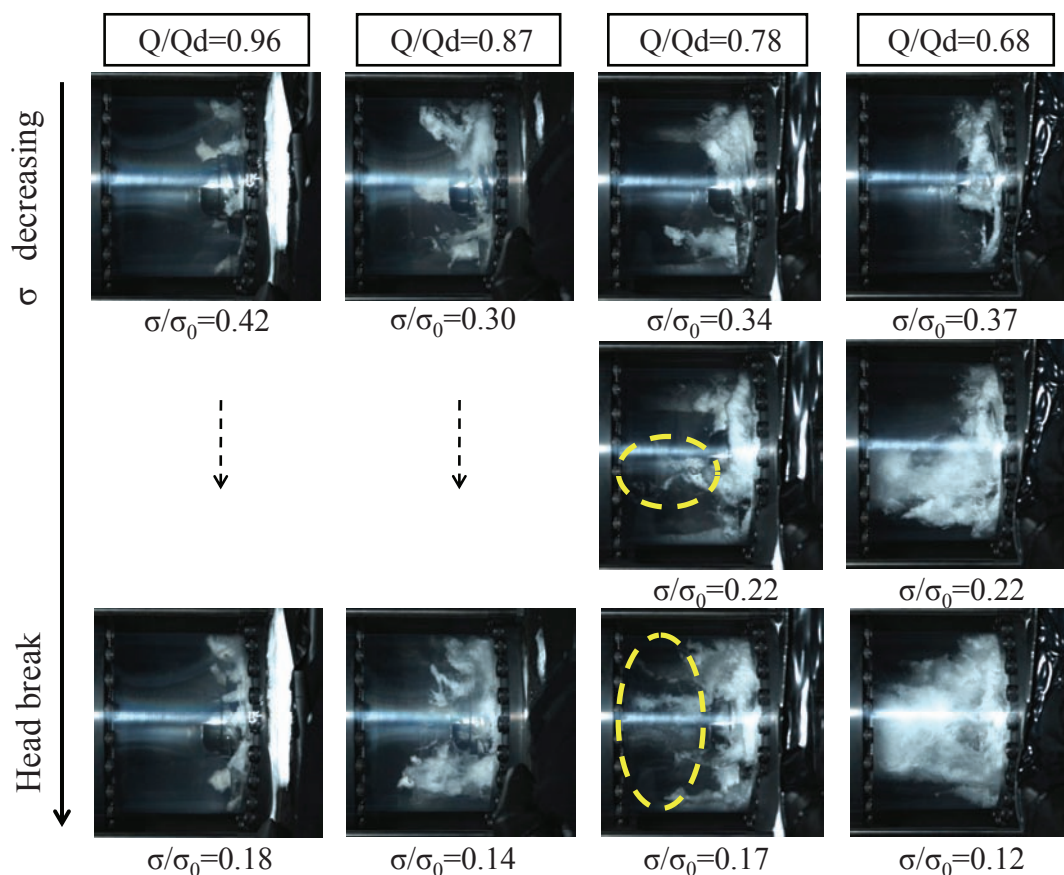 Q/Qd=0.96 Q/Qd=0.87 Q/Qd=0.78 Q/Qd=0.68
σ decreasing
σ/σ₀=0.42 σ/σ₀=0.30 σ/σ₀=0.34 σ/σ₀=0.37
σ/σ₀=0.22 σ/σ₀=0.22
Head break
σ/σ₀=0.18 σ/σ₀=0.14 σ/σ₀=0.17 σ/σ₀=0.12